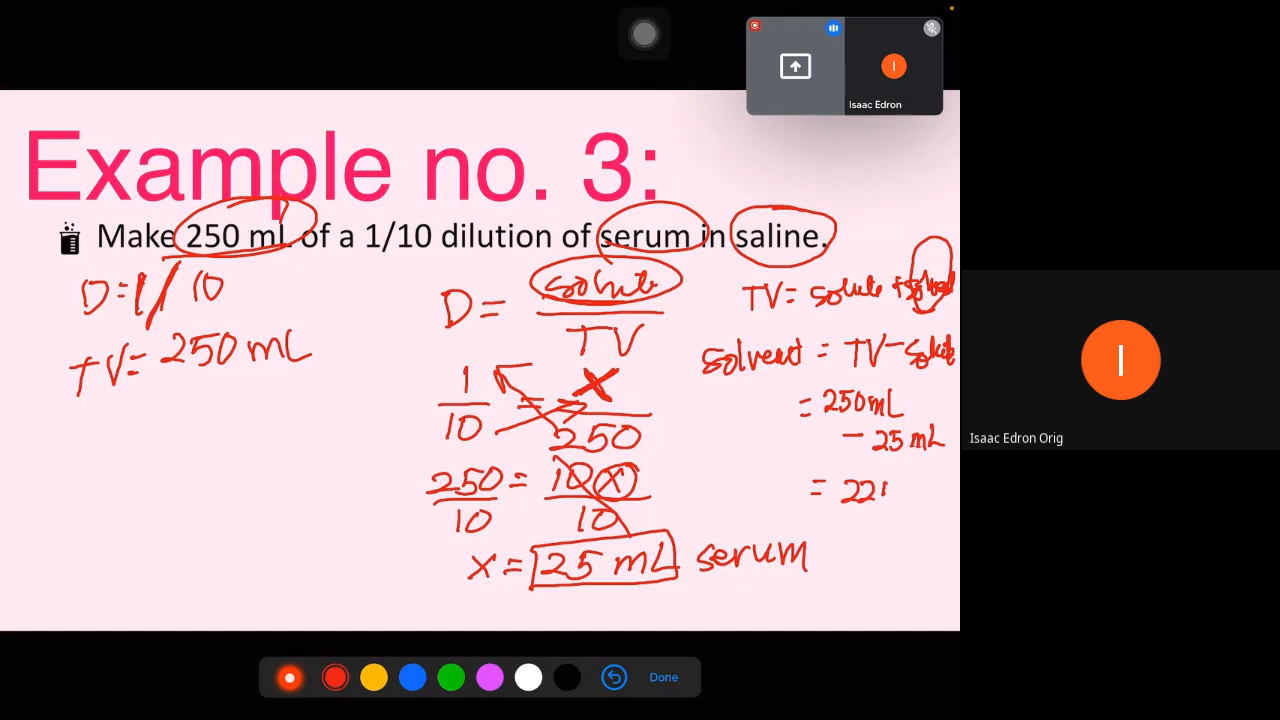 Isaac Edron
Example no. 3:
Make 250 mL of a 1/10 dilution of serum in saline.
D = 1/10
TV = 250 mL
D = solute
TV
1 = X
10 250
250 = 10(X)
10 10
X = 25 mL serum
TV = solute + solvent
solvent = TV - solute
= 250 mL
- 25 mL
= 22
I
Isaac Edron Orig
Done